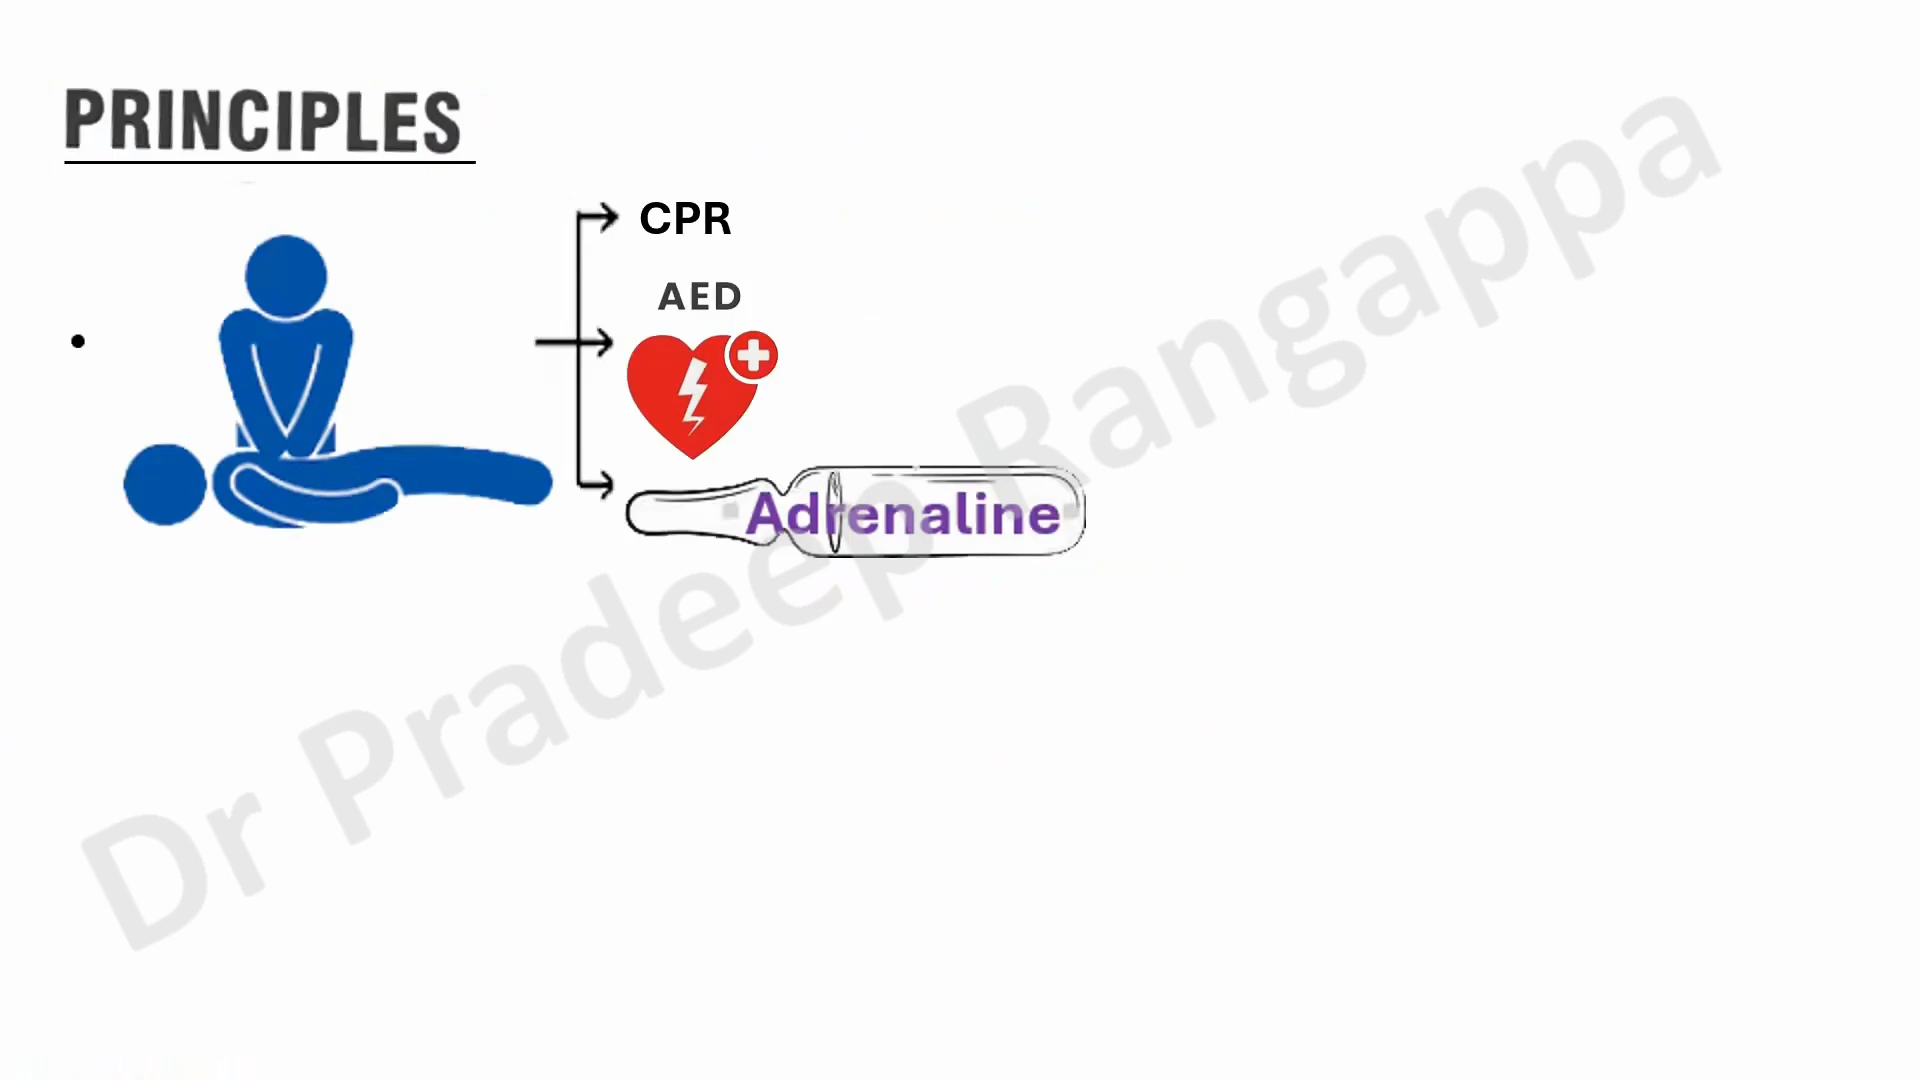 PRINCIPLES
CPR
AED
Adrenaline
Dr Pradeep Rangappa